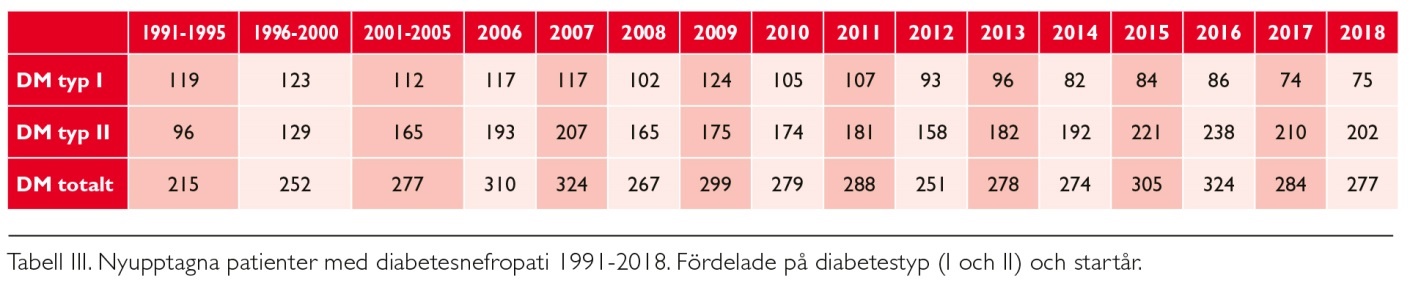 1991-1995 1996-2000 2001-2005 2006 2007 2008 2009 2010 2011 2012 2013 2014 2015 2016 2017 2018
DM typ I 119 123 112 117 117 102 124 105 107 93 96 82 84 86 74 75
DM typ II 96 129 165 193 207 165 175 174 181 158 182 192 221 238 210 202
DM totalt 215 252 277 310 324 267 299 279 288 251 278 274 305 324 284 277
Tabell III. Nyupptagna patienter med diabetesnefropati 1991-2018. Fördelade på diabetestyp (I och II) och startår.